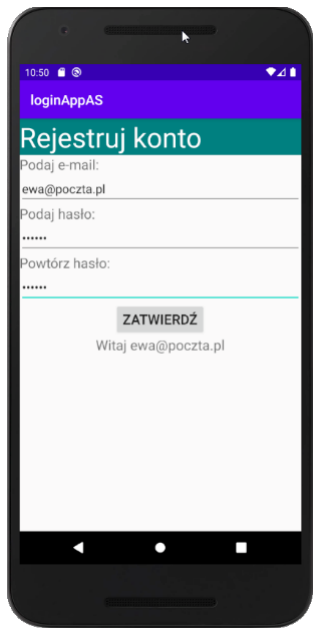 10:50
loginAppAS
Rejestruj konto
Podaj e-mail:
ewa@poczta.pl
Podaj hasło:
••••••
Powtórz hasło:
••••••
ZATWIERDŹ
Witaj ewa@poczta.pl